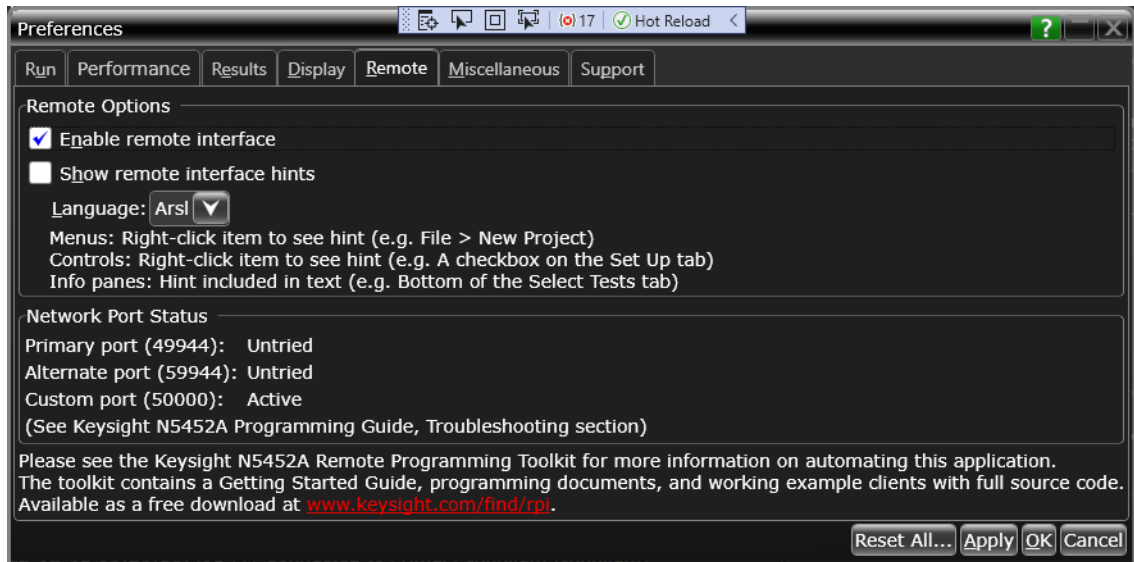 Preferences
17 Hot Reload
?
Run Performance Results Display Remote Miscellaneous Support
Remote Options
Enable remote interface
Show remote interface hints
Language: Arsl
Menus: Right-click item to see hint (e.g. File > New Project)
Controls: Right-click item to see hint (e.g. A checkbox on the Set Up tab)
Info panes: Hint included in text (e.g. Bottom of the Select Tests tab)
Network Port Status
Primary port (49944): Untried
Alternate port (59944): Untried
Custom port (50000): Active
(See Keysight N5452A Programming Guide, Troubleshooting section)
Please see the Keysight N5452A Remote Programming Toolkit for more information on automating this application.
The toolkit contains a Getting Started Guide, programming documents, and working example clients with full source code.
Available as a free download at www.keysight.com/find/rpi.
Reset All... Apply OK Cancel